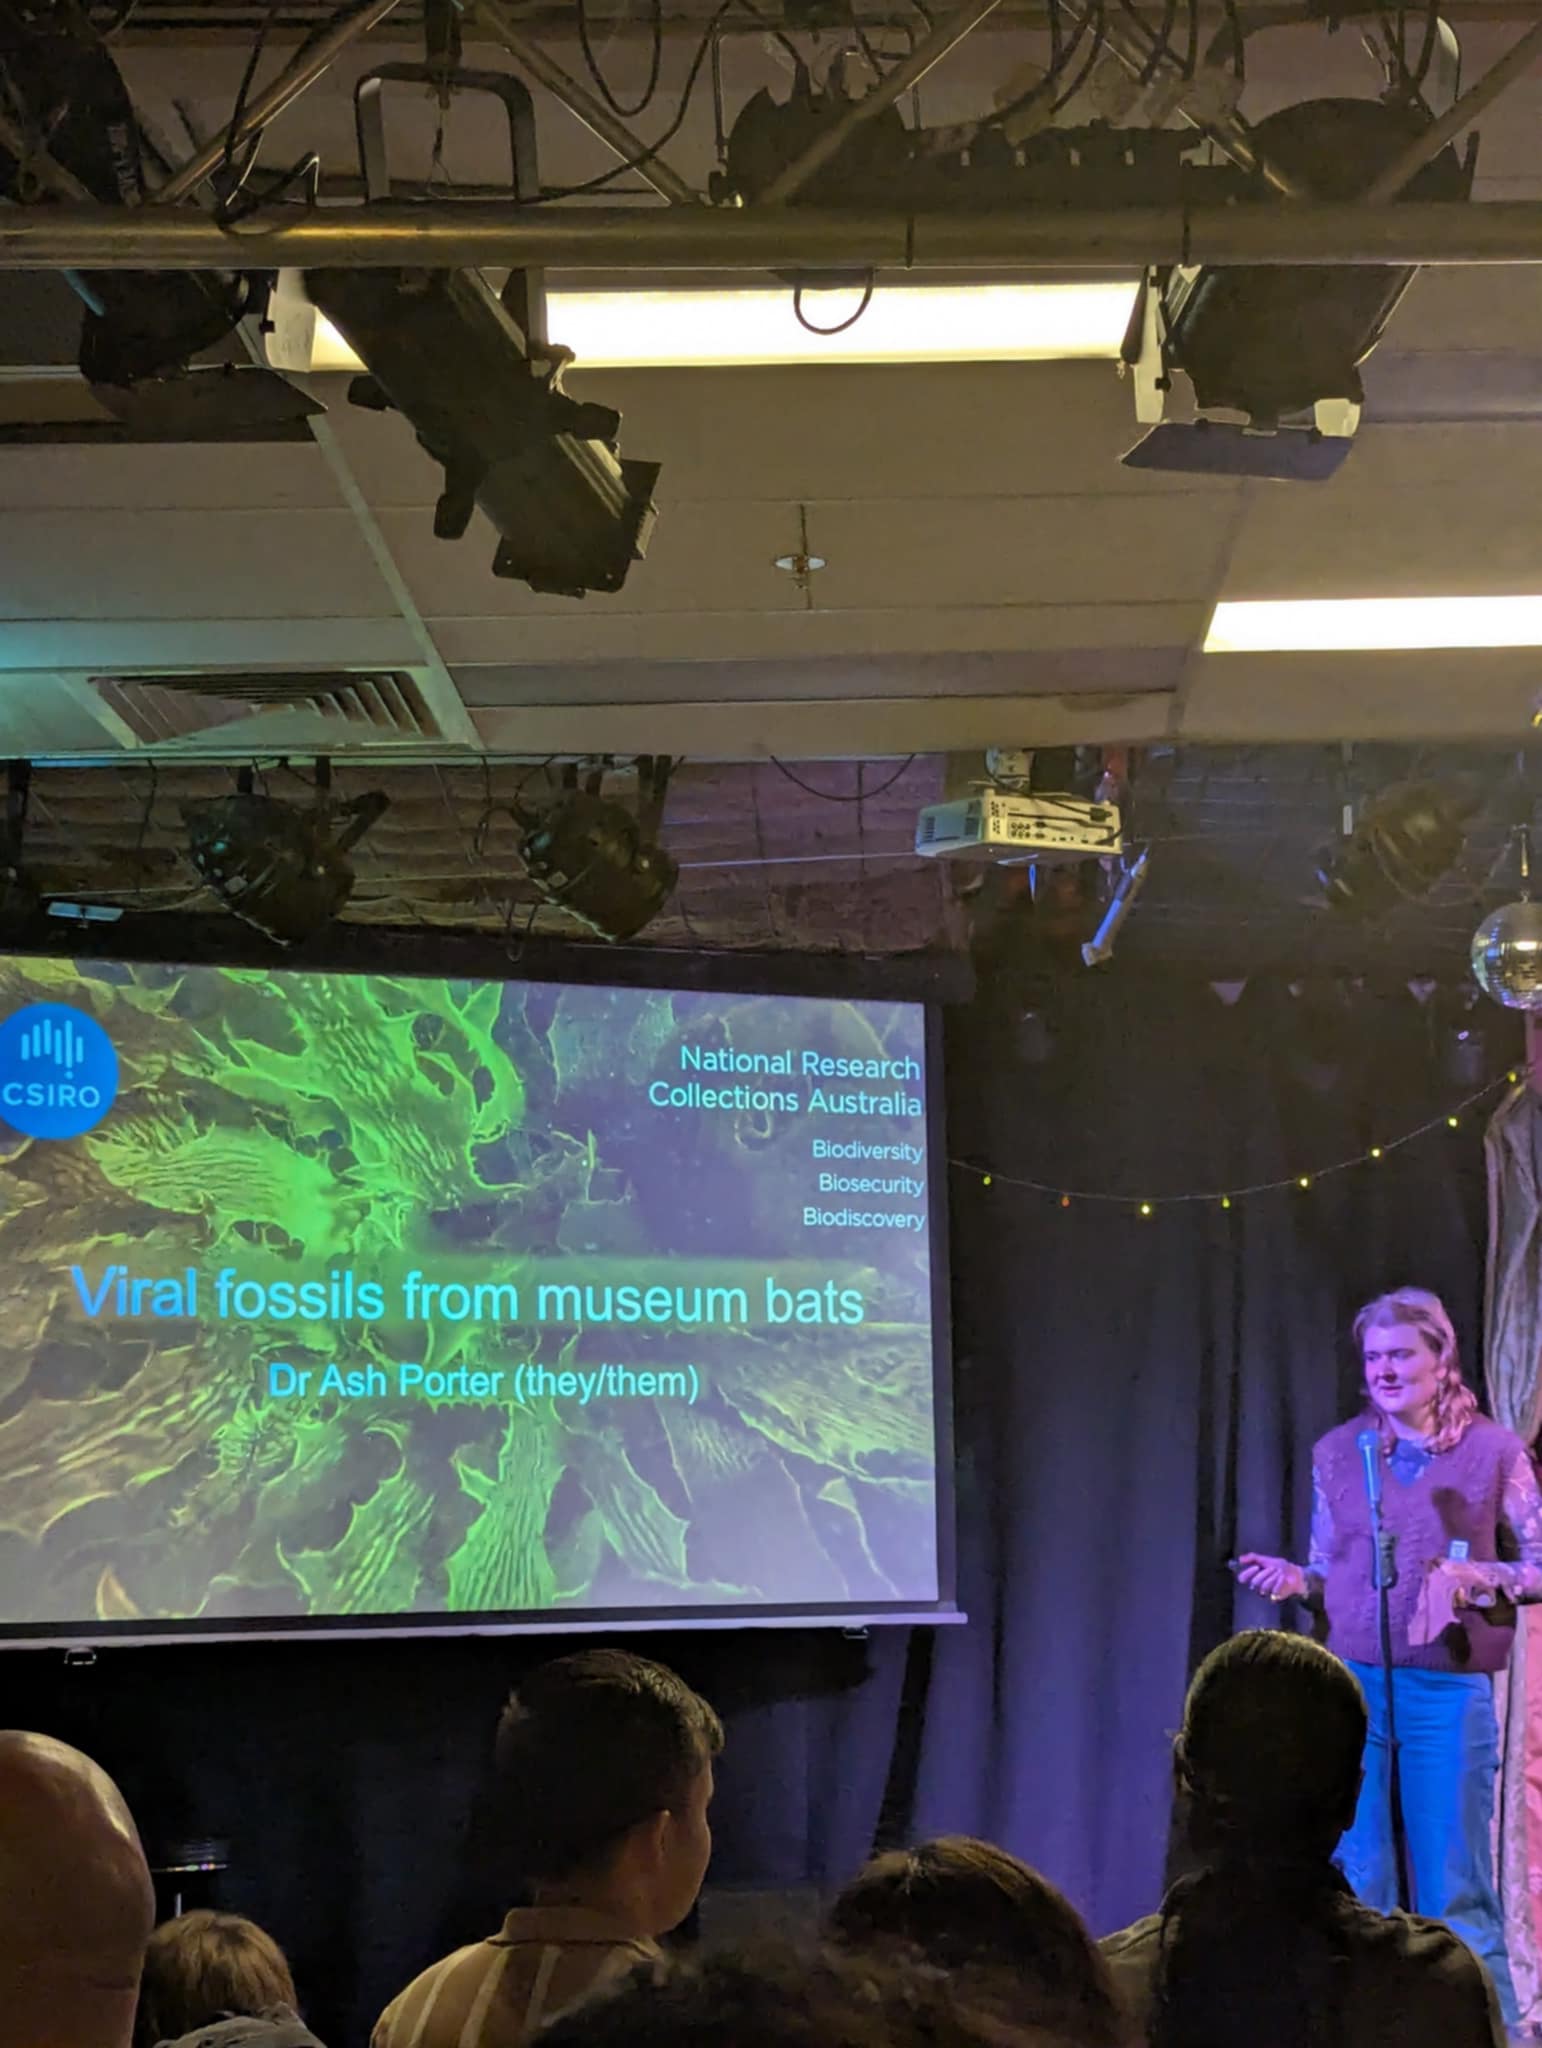 CSIRO
National Research
Collections Australia
Biodiversity
Biosecurity
Biodiscovery
Viral fossils from museum bats
Dr Ash Porter (they/them)